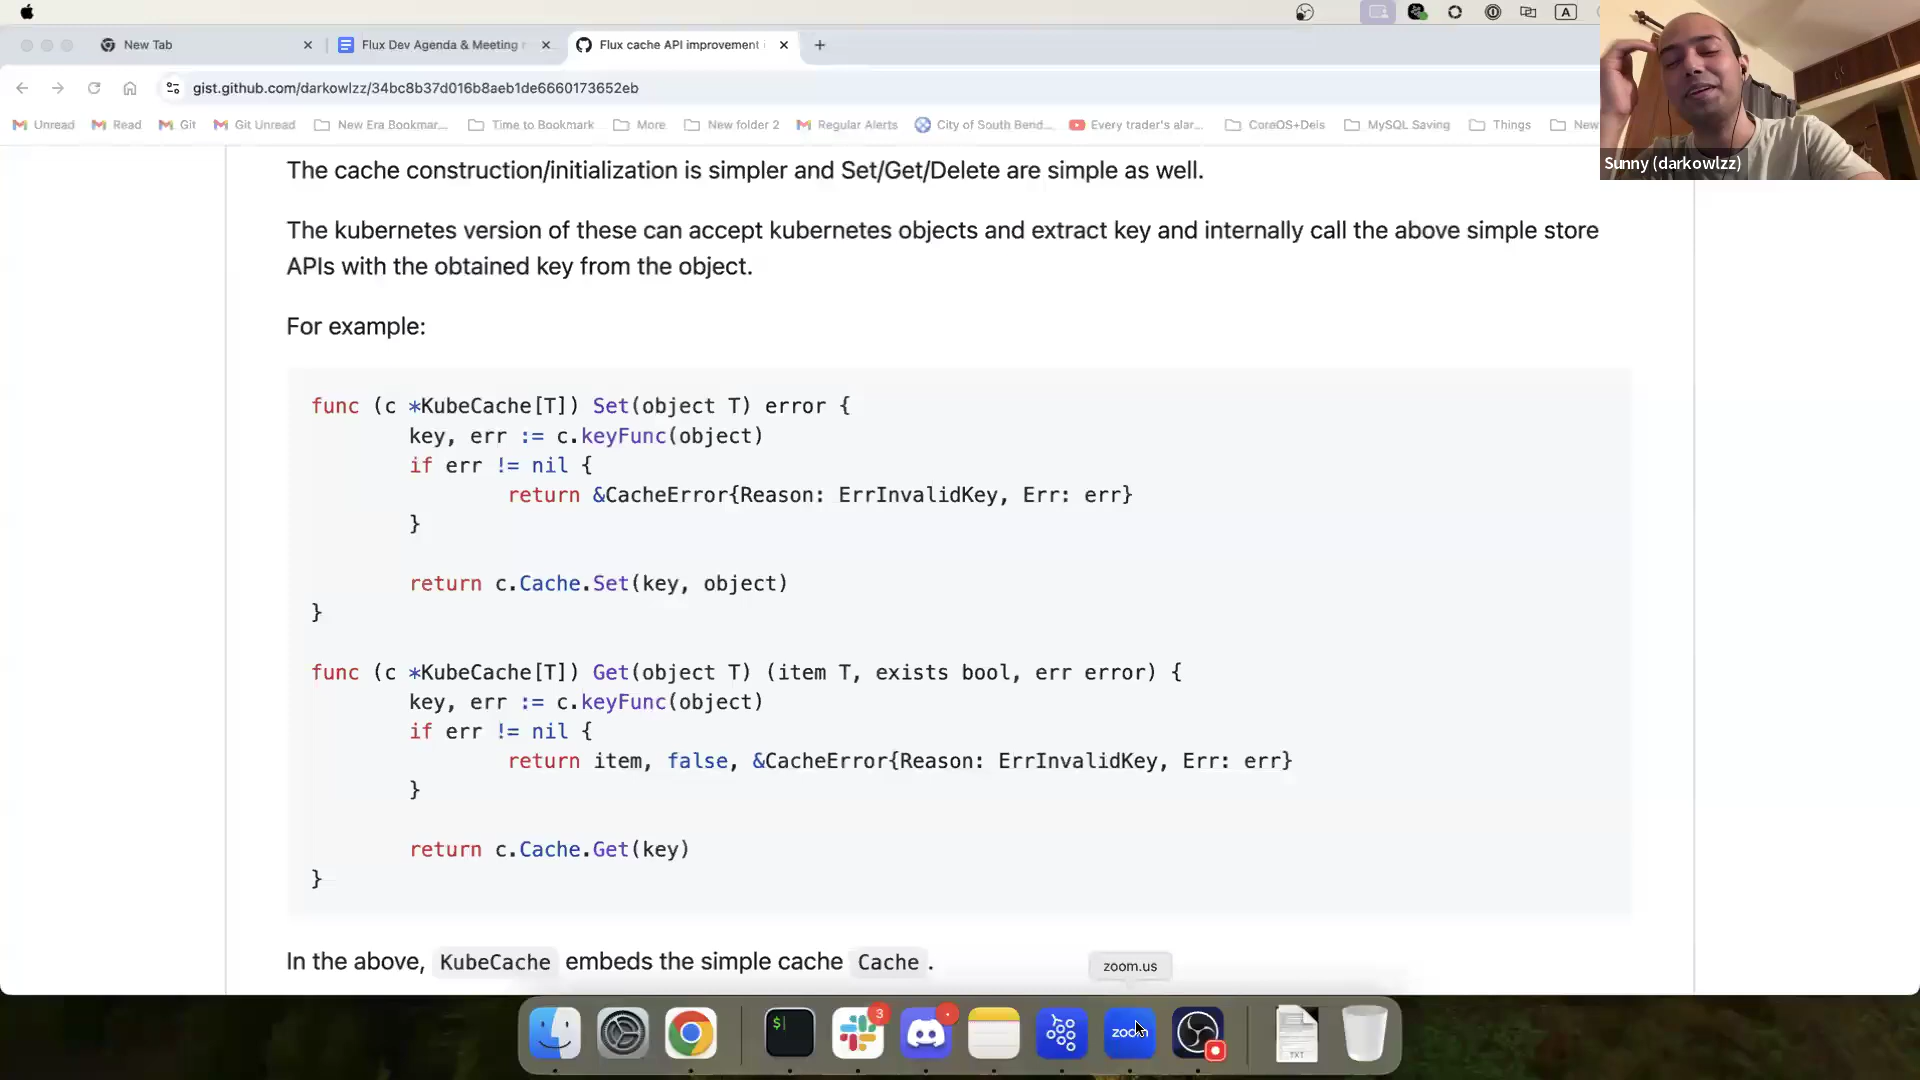 New Tab
Flux Dev Agenda & Meeting
Flux cache API improvement
gist.github.com/darkowlzz/34bc8b37d016b8aeb1de6660173652eb
Unread
Read
Git
Git Unread
New Era Bookmar...
Time to Bookmark
More
New folder 2
Regular Alerts
City of South Bend...
Every trader's alar...
CoreOS+Deis
MySQL Saving
Things
New
Sunny (darkowlzz)
The cache construction/initialization is simpler and Set/Get/Delete are simple as well.
The kubernetes version of these can accept kubernetes objects and extract key and internally call the above simple store
APIs with the obtained key from the object.
For example:
func (c *KubeCache[T]) Set(object T) error {
key, err := c.keyFunc(object)
if err != nil {
return &CacheError{Reason: ErrInvalidKey, Err: err}
}
return c.Cache.Set(key, object)
}
func (c *KubeCache[T]) Get(object T) (item T, exists bool, err error) {
key, err := c.keyFunc(object)
if err != nil {
return item, false, &CacheError{Reason: ErrInvalidKey, Err: err}
}
return c.Cache.Get(key)
}
In the above, KubeCache embeds the simple cache Cache.
zoom.us
3
zoom
TXT